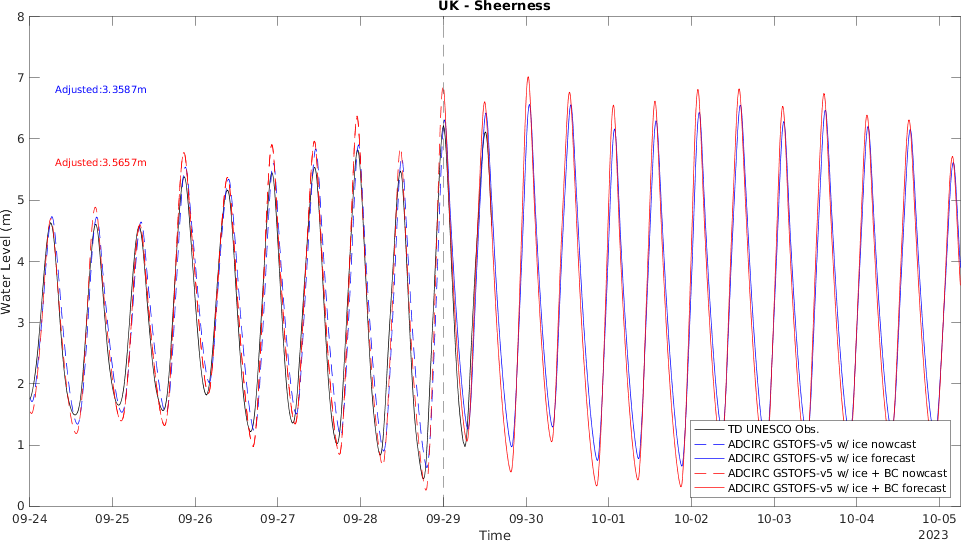 UK - Sheerness
8
7
6
5
4
3
2
1
0
Water Level (m)
Adjusted:3.3587m
Adjusted:3.5657m
TD UNESCO Obs.
ADCIRC GSTOFS-v5 w/ ice nowcast
ADCIRC GSTOFS-v5 w/ ice forecast
ADCIRC GSTOFS-v5 w/ ice + BC nowcast
ADCIRC GSTOFS-v5 w/ ice + BC forecast
09-24 09-25 09-26 09-27 09-28 09-29 09-30 10-01 10-02 10-03 10-04 10-05
Time
2023